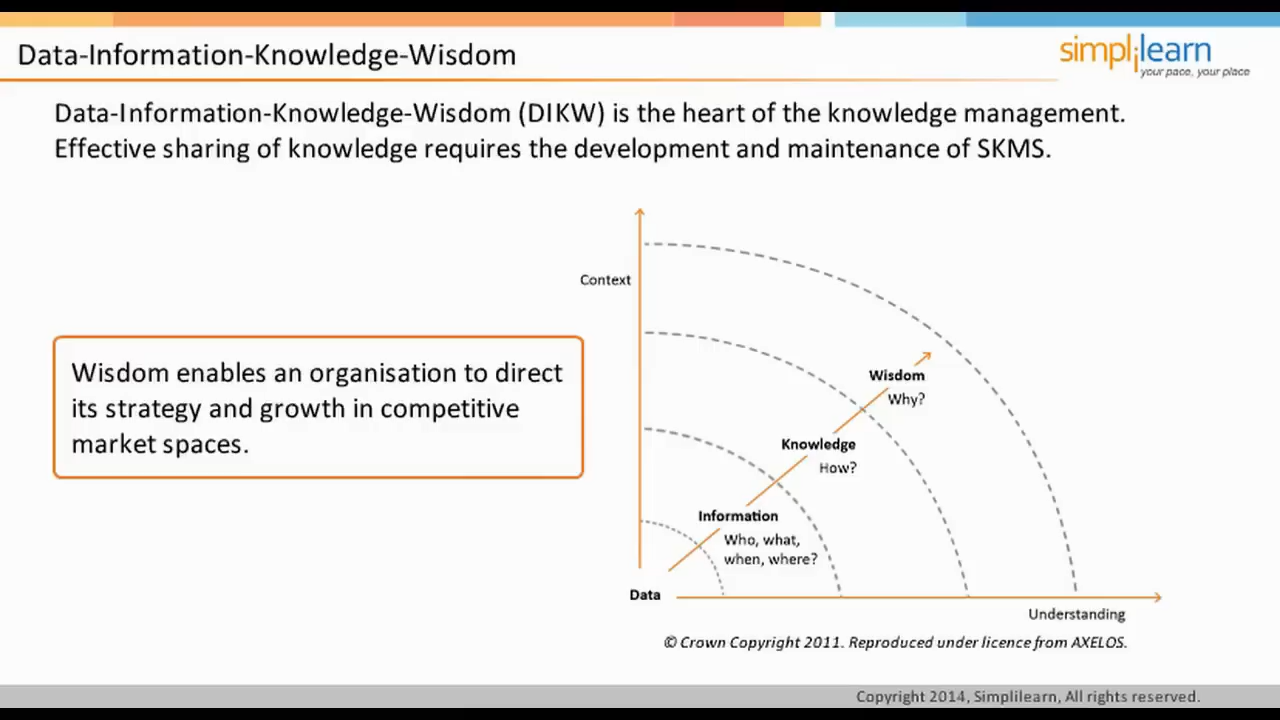 Data-Information-Knowledge-Wisdom
simplilearn
your pace, your place
Data-Information-Knowledge-Wisdom (DIKW) is the heart of the knowledge management.
Effective sharing of knowledge requires the development and maintenance of SKMS.
Context
Wisdom enables an organisation to direct
its strategy and growth in competitive
market spaces.
Wisdom
Why?
Knowledge
How?
Information
Who, what,
when, where?
Data
Understanding
© Crown Copyright 2011. Reproduced under licence from AXELOS.
Copyright 2014, Simplilearn, All rights reserved.